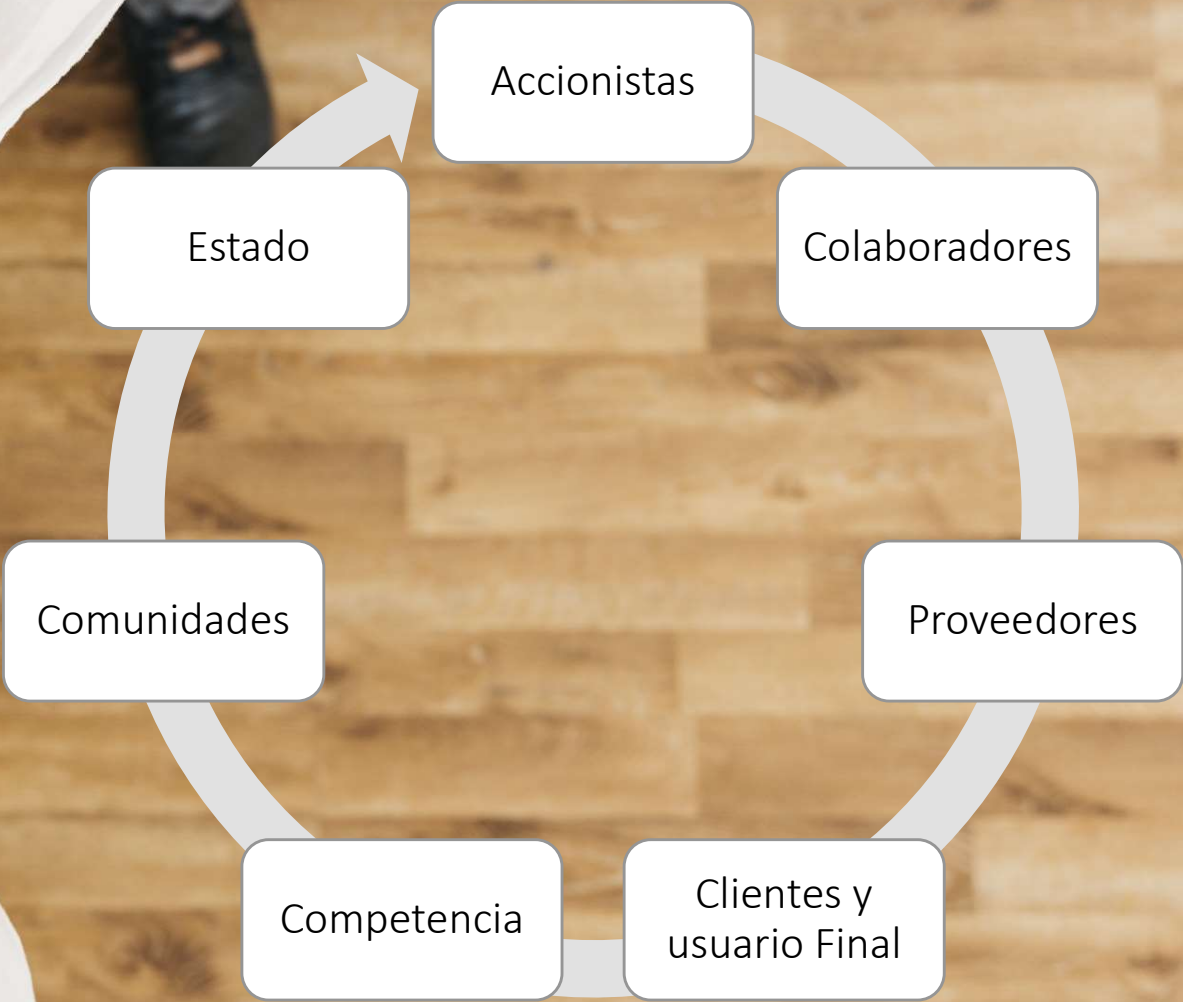 Accionistas
Colaboradores
Proveedores
Clientes y
usuario Final
Competencia
Comunidades
Estado